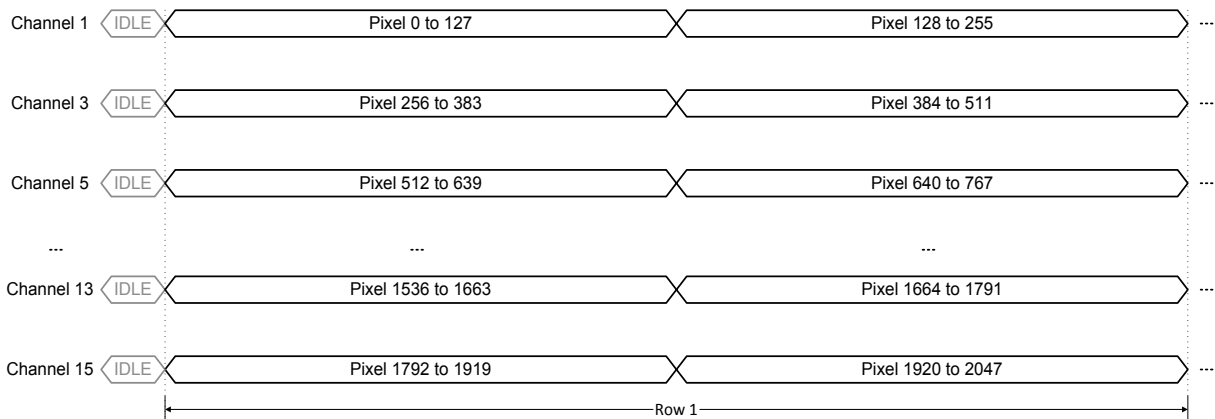 Channel 1 IDLE Pixel 0 to 127 Pixel 128 to 255 ...
Channel 3 IDLE Pixel 256 to 383 Pixel 384 to 511 ...
Channel 5 IDLE Pixel 512 to 639 Pixel 640 to 767 ...
... ... ...
Channel 13 IDLE Pixel 1536 to 1663 Pixel 1664 to 1791 ...
Channel 15 IDLE Pixel 1792 to 1919 Pixel 1920 to 2047 ...
Row 1